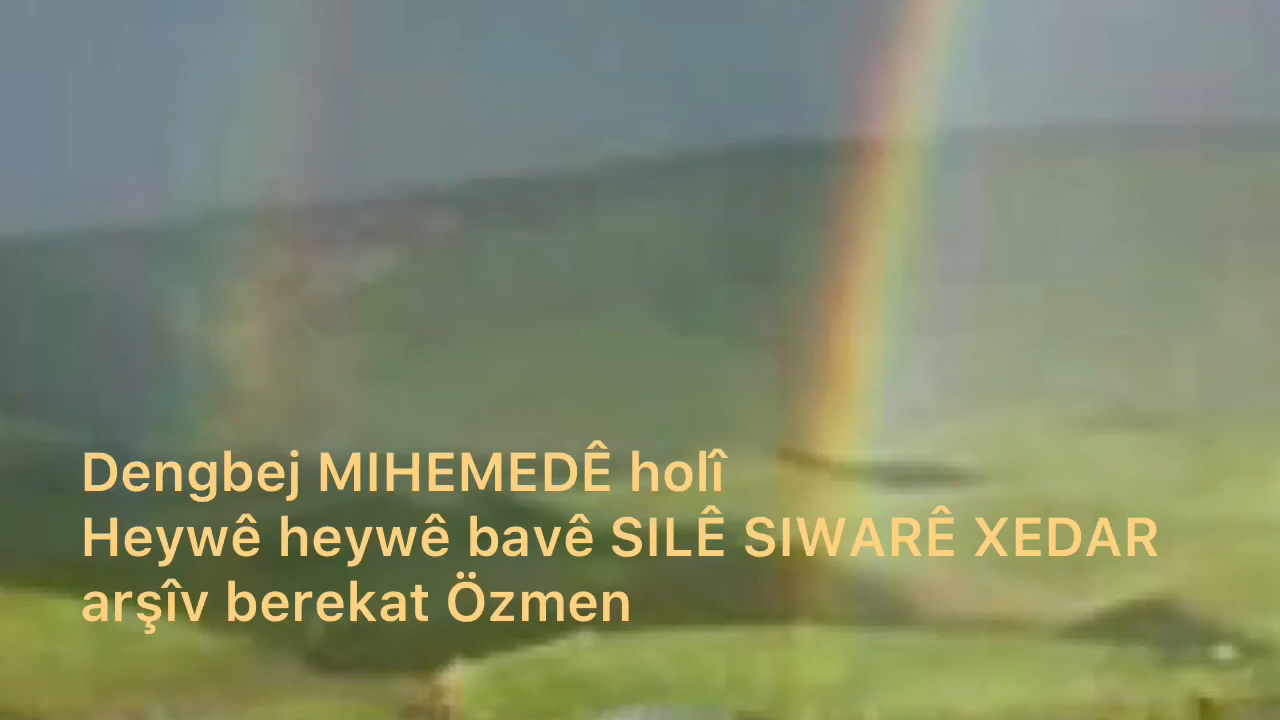 Dengbej MIHEMEDÊ holî
Heywê heywê bavê SILÊ SIWARÊ XEDAR
arşîv berekat Özmen